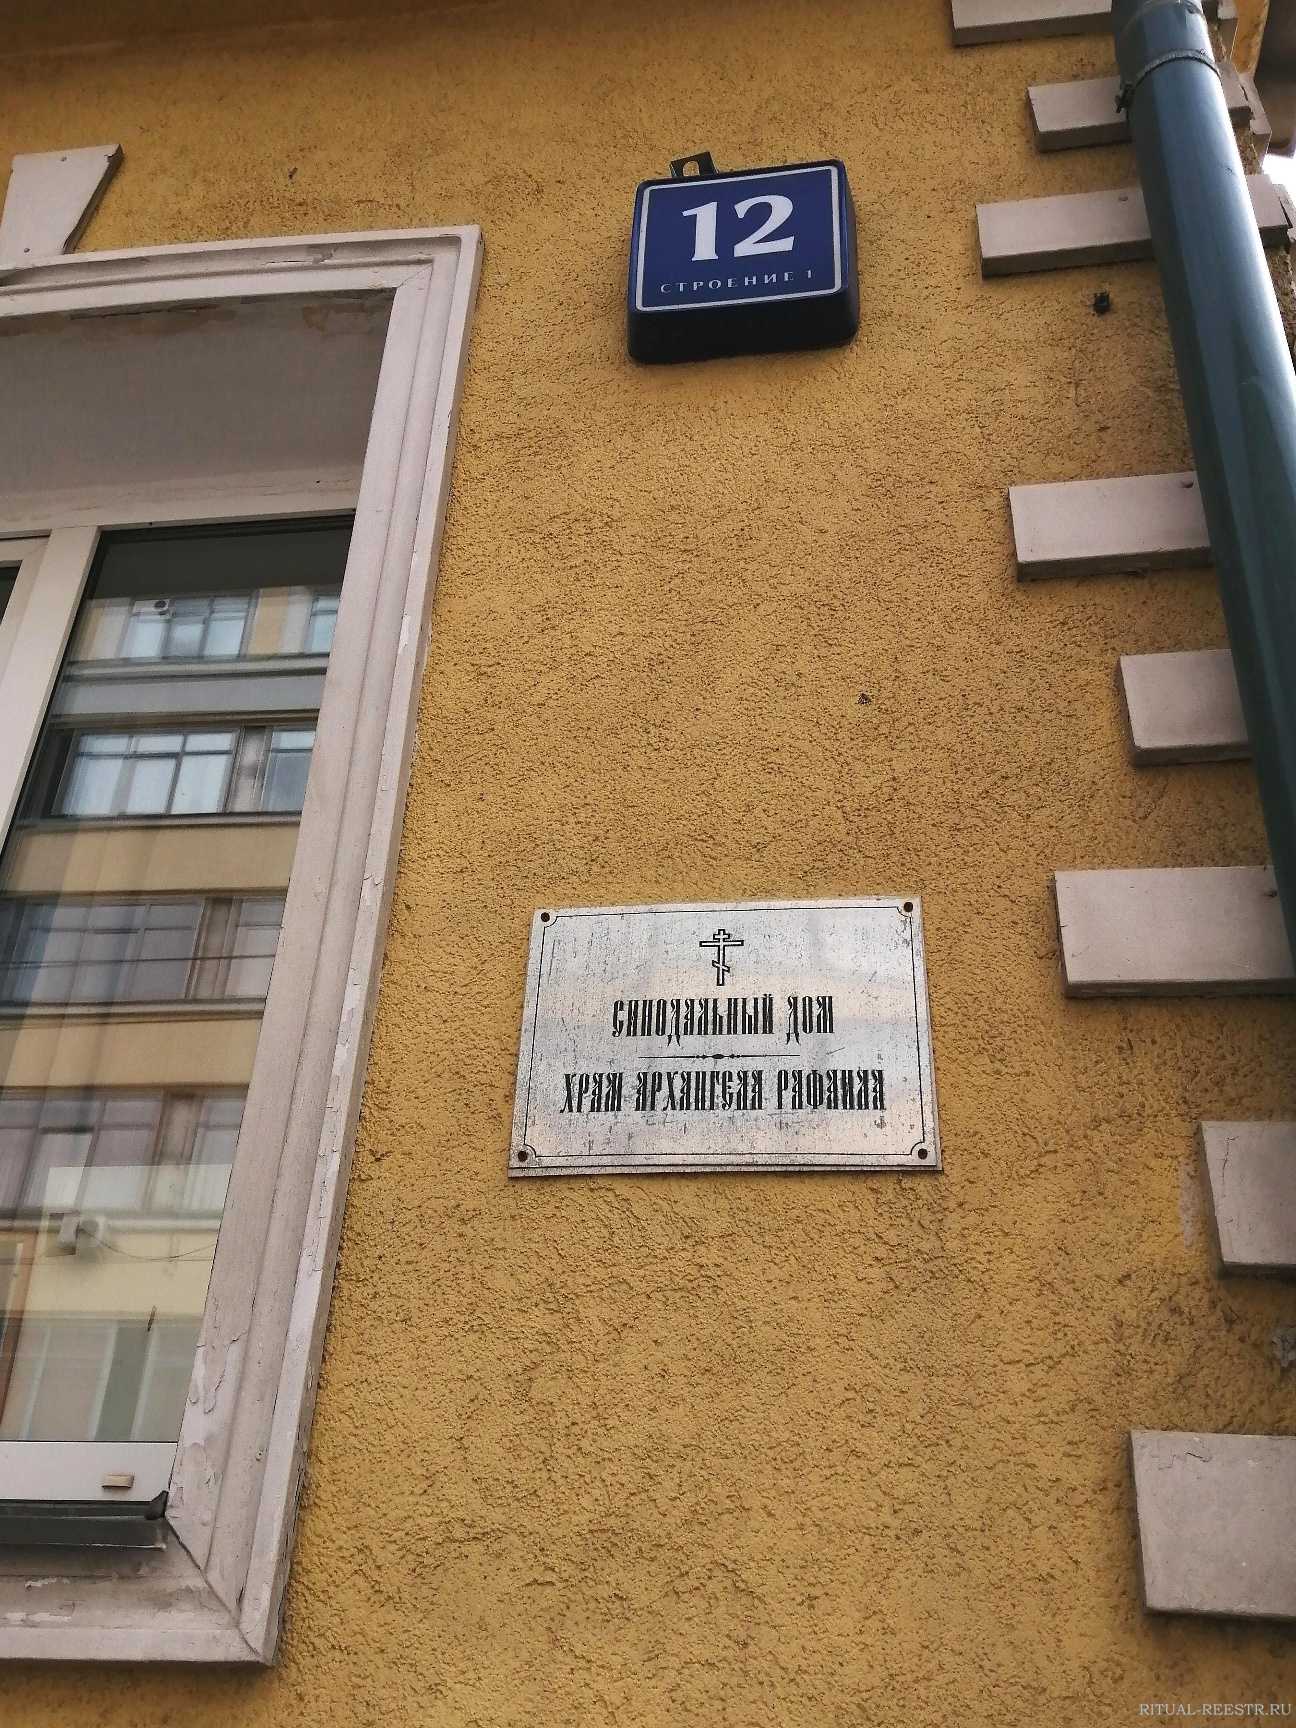 12
СТРОЕНИЕ 1
СИНОДАЛЬНЫЙ ДОМ
ХРАМ АРХАНГЕЛА РАФАИЛА
RITUAL-REESTR.RU